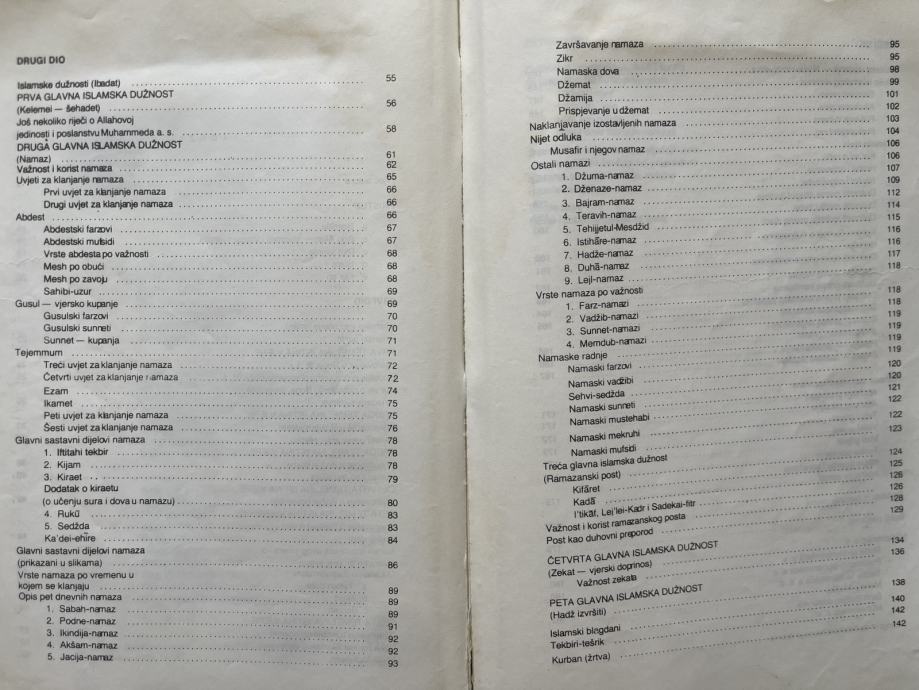 DRUGI DIO
Islamske dužnosti (Ibadat) 55
PRVA GLAVNA ISLAMSKA DUŽNOST
(Kelemei — šehadet) 56
Još nekoliko riječi o Allahovoj
jedinosti i poslanstvu Muhammeda a. s. 58
DRUGA GLAVNA ISLAMSKA DUŽNOST
(Namaz) 61
Važnost i korist namaza 62
Uvjeti za klanjanje namaza 65
Prvi uvjet za klanjanje namaza 66
Drugi uvjet za klanjanje namaza 66
Abdest 66
Abdestski farzovi 67
Abdestski mufsidi 67
Vrste abdesta po važnosti 68
Mesh po obući 68
Mesh po zavoju 68
Sahibi-uzur 69
Gusul — vjersko kupanje 69
Gusulski farzovi 70
Gusulski sunneti 70
Sunnet — kupanja 71
Tejemmum 71
Treći uvjet za klanjanje namaza 72
Četvrti uvjet za klanjanje namaza 72
Ezam 74
Ikamet 75
Peti uvjet za klanjanje namaza 75
Šesti uvjet za klanjanje namaza 76
Glavni sastavni dijelovi namaza 78
1. Iftitahi tekbir 78
2. Kijam 78
3. Kiraet 79
Dodatak o kiraetu
(o učenju sura i dova u namazu) 80
4. Rukū 83
5. Sedžda 83
Ka'dei-ehīre 84
Glavni sastavni dijelovi namaza
(prikazani u slikama) 86
Vrste namaza po vremenu u
kojem se klanjaju 89
Opis pet dnevnih namaza 89
1. Sabah-namaz 89
2. Podne-namaz 91
3. Ikindija-namaz 92
4. Akšam-namaz 92
5. Jacija-namaz 93
Završavanje namaza 95
Zikr 95
Namaska dova 98
Džemat 99
Džamija 101
Prispjevanje u džemat 102
Naklanjavanje izostavljenih namaza 103
Nijet odluka 104
Musafir i njegov namaz 106
Ostali namazi 106
1. Džuma-namaz 107
2. Dženaze-namaz 109
3. Bajram-namaz 112
4. Teravih-namaz 114
5. Tehijjetul-Mesdžid 115
6. Istihāre-namaz 116
7. Hadže-namaz 116
8. Duhā-namaz 117
9. Lejl-namaz 118
Vrste namaza po važnosti
1. Farz-namazi 118
2. Vadžib-namazi 118
3. Sunnet-namazi 119
4. Memdub-namazi 119
Namaske radnje 119
Namaski farzovi 119
Namaski vadžibi 120
Sehvi-sedžda 120
Namaski sunneti 121
Namaski mustehabi 122
Namaski mekruhi 122
Namaski mufsidi 123
Treća glavna islamska dužnost
(Ramazanski post) 124
Kifāret 125
Kadā 126
I'tikāf, Lej'lei-Kadr i Sadekai-fitr 126
Važnost i korist ramazanskog posta 128
Post kao duhovni preporod 129
ČETVRTA GLAVNA ISLAMSKA DUŽNOST
(Zekat — vjerski doprinos) 134
Važnost zekata 136
PETA GLAVNA ISLAMSKA DUŽNOST
(Hadž izvršiti) 138
Islamski blagdani 140
Tekbiri-tešrik 142
Kurban (žrtva) 142